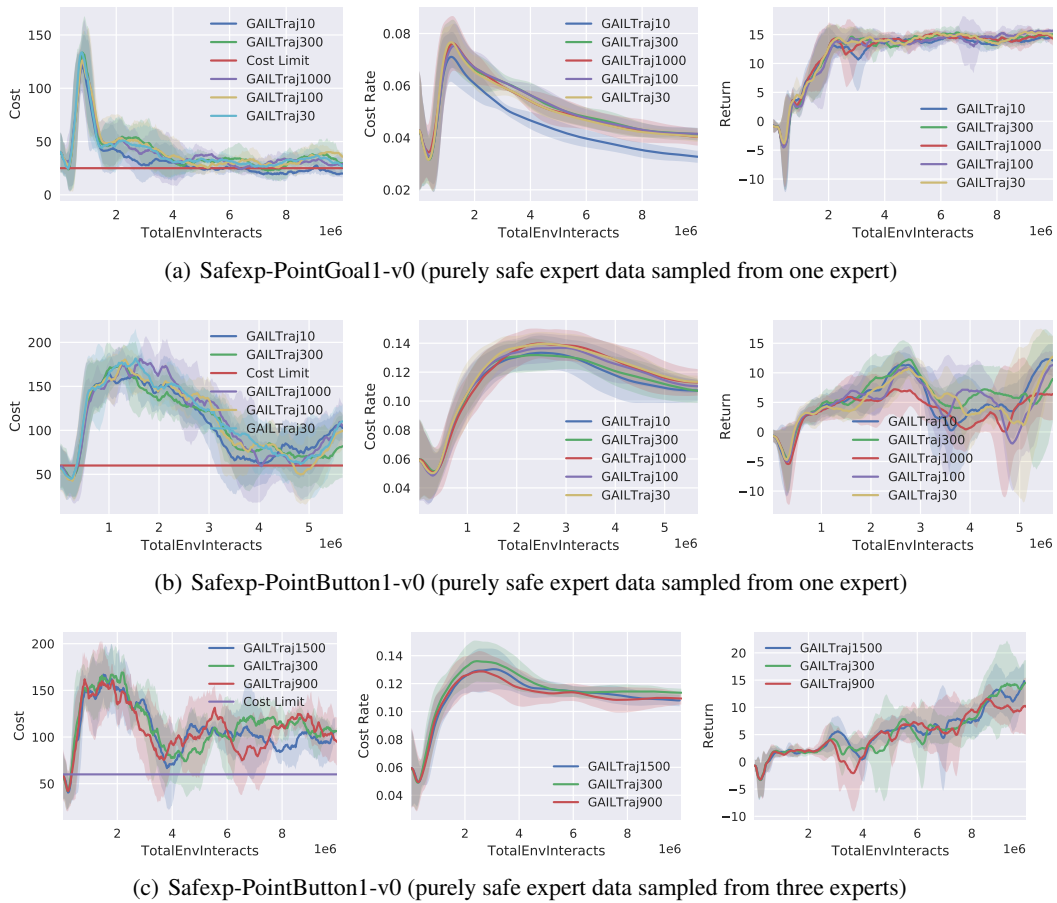 150
100
50
0
Cost
2
4
6
8
1e6
TotalEnvInteracts
GAILTraj10
GAILTraj300
Cost Limit
GAILTraj1000
GAILTraj100
GAILTraj30
0.08
0.06
0.04
0.02
Cost Rate
2
4
6
8
1e6
TotalEnvInteracts
GAILTraj10
GAILTraj300
GAILTraj1000
GAILTraj100
GAILTraj30
15
10
5
0
−5
−10
Return
2
4
6
8
1e6
TotalEnvInteracts
GAILTraj10
GAILTraj300
GAILTraj1000
GAILTraj100
GAILTraj30
(a) Safexp-PointGoal1-v0 (purely safe expert data sampled from one expert)
200
150
100
50
Cost
1
2
3
4
5
1e6
TotalEnvInteracts
GAILTraj10
GAILTraj300
Cost Limit
GAILTraj1000
GAILTraj100
GAILTraj30
0.14
0.12
0.10
0.08
0.06
0.04
Cost Rate
1
2
3
4
5
1e6
TotalEnvInteracts
GAILTraj10
GAILTraj300
GAILTraj1000
GAILTraj100
GAILTraj30
15
10
5
0
−5
−10
Return
1
2
3
4
5
1e6
TotalEnvInteracts
GAILTraj10
GAILTraj300
GAILTraj1000
GAILTraj100
GAILTraj30
(b) Safexp-PointButton1-v0 (purely safe expert data sampled from one expert)
200
150
100
50
Cost
2
4
6
8
1e6
TotalEnvInteracts
GAILTraj1500
GAILTraj300
GAILTraj900
Cost Limit
0.14
0.12
0.10
0.08
0.06
0.04
Cost Rate
2
4
6
8
1e6
TotalEnvInteracts
GAILTraj1500
GAILTraj300
GAILTraj900
20
15
10
5
0
−5
−10
Return
2
4
6
8
1e6
TotalEnvInteracts
GAILTraj1500
GAILTraj300
GAILTraj900
(c) Safexp-PointButton1-v0 (purely safe expert data sampled from three experts)